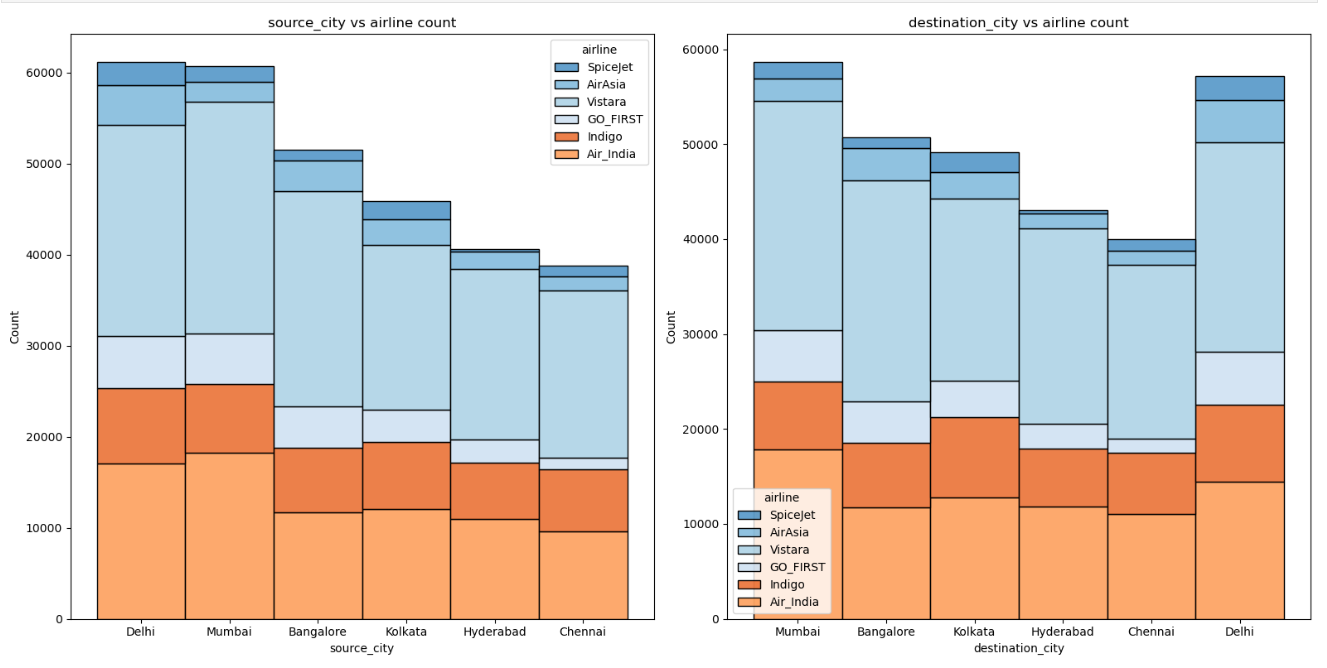 source_city vs airline count
60000
50000
40000
30000
20000
10000
0
Count
airline
SpiceJet
AirAsia
Vistara
GO_FIRST
Indigo
Air_India
Delhi Mumbai Bangalore Kolkata Hyderabad Chennai
source_city
destination_city vs airline count
60000
50000
40000
30000
20000
10000
0
Count
airline
SpiceJet
AirAsia
Vistara
GO_FIRST
Indigo
Air_India
Mumbai Bangalore Kolkata Hyderabad Chennai Delhi
destination_city